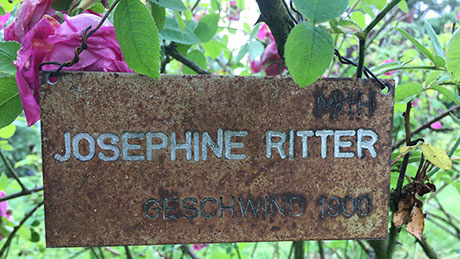 JOSEPHINE RITTER
GESCHWIND 1900